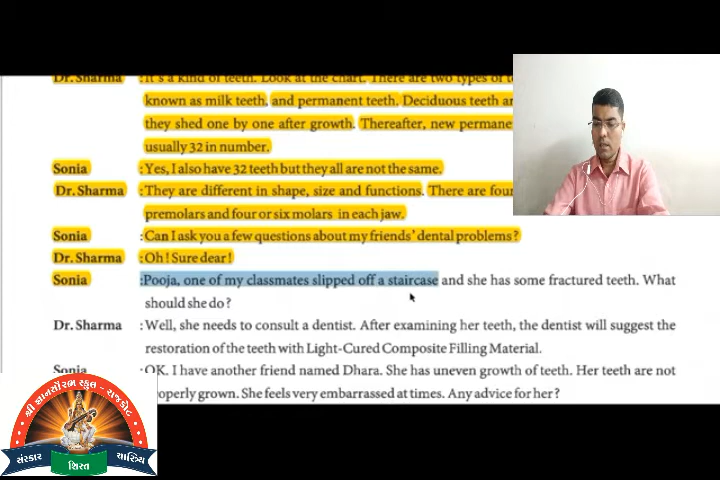 Dr. Sharma : It's a kind of teeth. Look at the chart. There are two types of
known as milk teeth, and permanent teeth. Deciduous teeth
they shed one by one after growth. Thereafter, new
usually 32 in number.
Sonia : Yes, I also have 32 teeth but they all are not the same.
Dr. Sharma : They are different in shape, size and functions. There are four
premolars and four or six molars in each jaw.
Sonia : Can I ask you a few questions about my friends' dental problems?
Dr. Sharma : Oh! Sure dear!
Sonia : Pooja, one of my classmates slipped off a staircase and she has some fractured teeth. What
should she do?
Dr. Sharma : Well, she needs to consult a dentist. After examining her teeth, the dentist will suggest the
restoration of the teeth with Light-Cured Composite Filling Material.
Sonia : OK. I have another friend named Dhara. She has uneven growth of teeth. Her teeth are not
properly grown. She feels very embarrassed at times. Any advice for her?
શ્રી જ્ઞાનસૌરભ સ્કુલ - રાજકોટ
સંસ્કાર
શિસ્ત
ચારિત્ર્ય